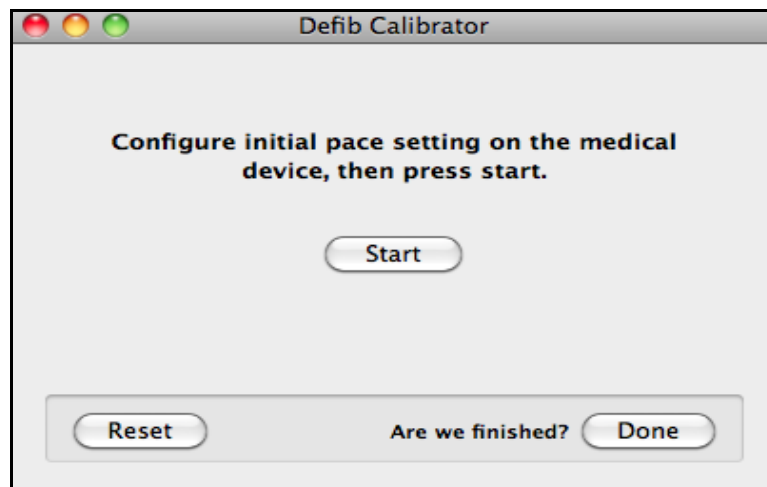 Defib Calibrator
Configure initial pace setting on the medical
device, then press start.
Start
Reset
Are we finished?
Done